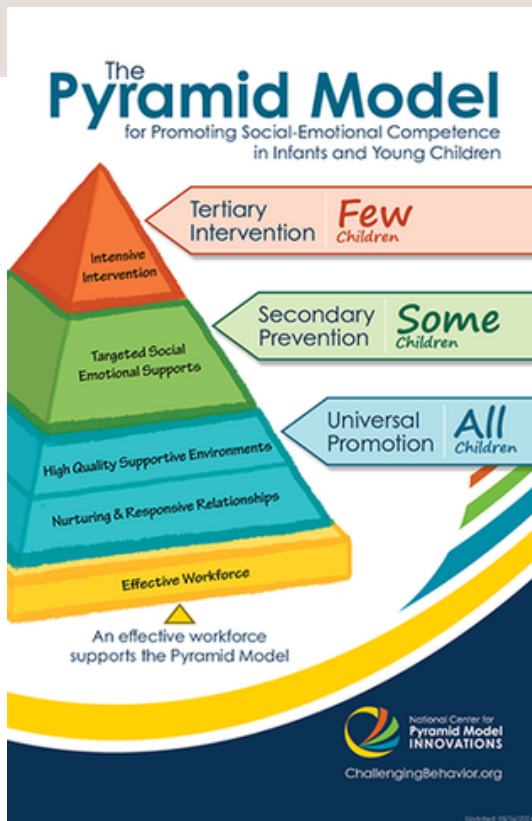 The
Pyramid Model
for Promoting Social-Emotional Competence
in Infants and Young Children
Tertiary
Intervention
Few
Children
Intensive
Intervention
Secondary
Prevention
Some
Children
Targeted Social
Emotional Supports
Universal
Promotion
All
Children
High Quality Supportive Environments
Nurturing & Responsive Relationships
Effective Workforce
An effective workforce
supports the Pyramid Model
National Center for
Pyramid Model
INNOVATIONS
ChallengingBehavior.org
Updated: